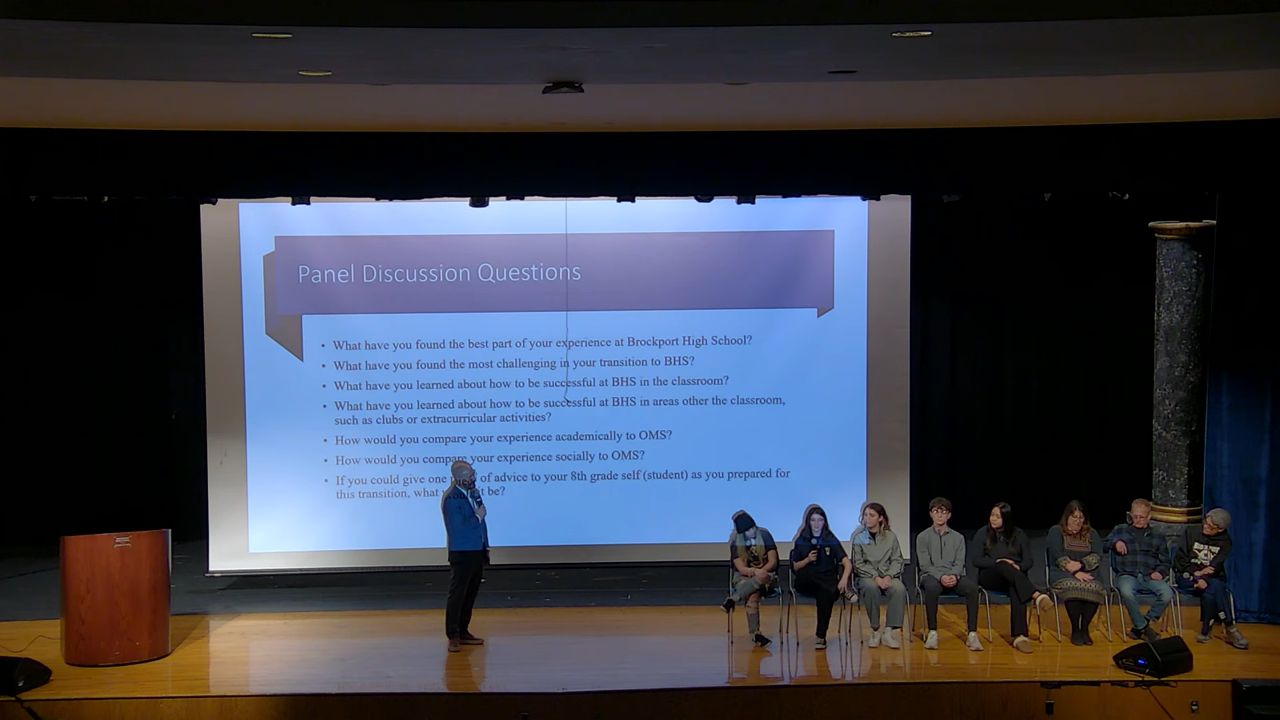 Panel Discussion Questions
• What have you found the best part of your experience at Brockport High School?
• What have you found the most challenging in your transition to BHS?
• What have you learned about how to be successful at BHS in the classroom?
• What have you learned about how to be successful at BHS in areas other the classroom,
such as clubs or extracurricular activities?
• How would you compare your experience academically to OMS?
• How would you compare your experience socially to OMS?
• If you could give one of advice to your 8th grade self (student) as you prepared for
this transition, what be?